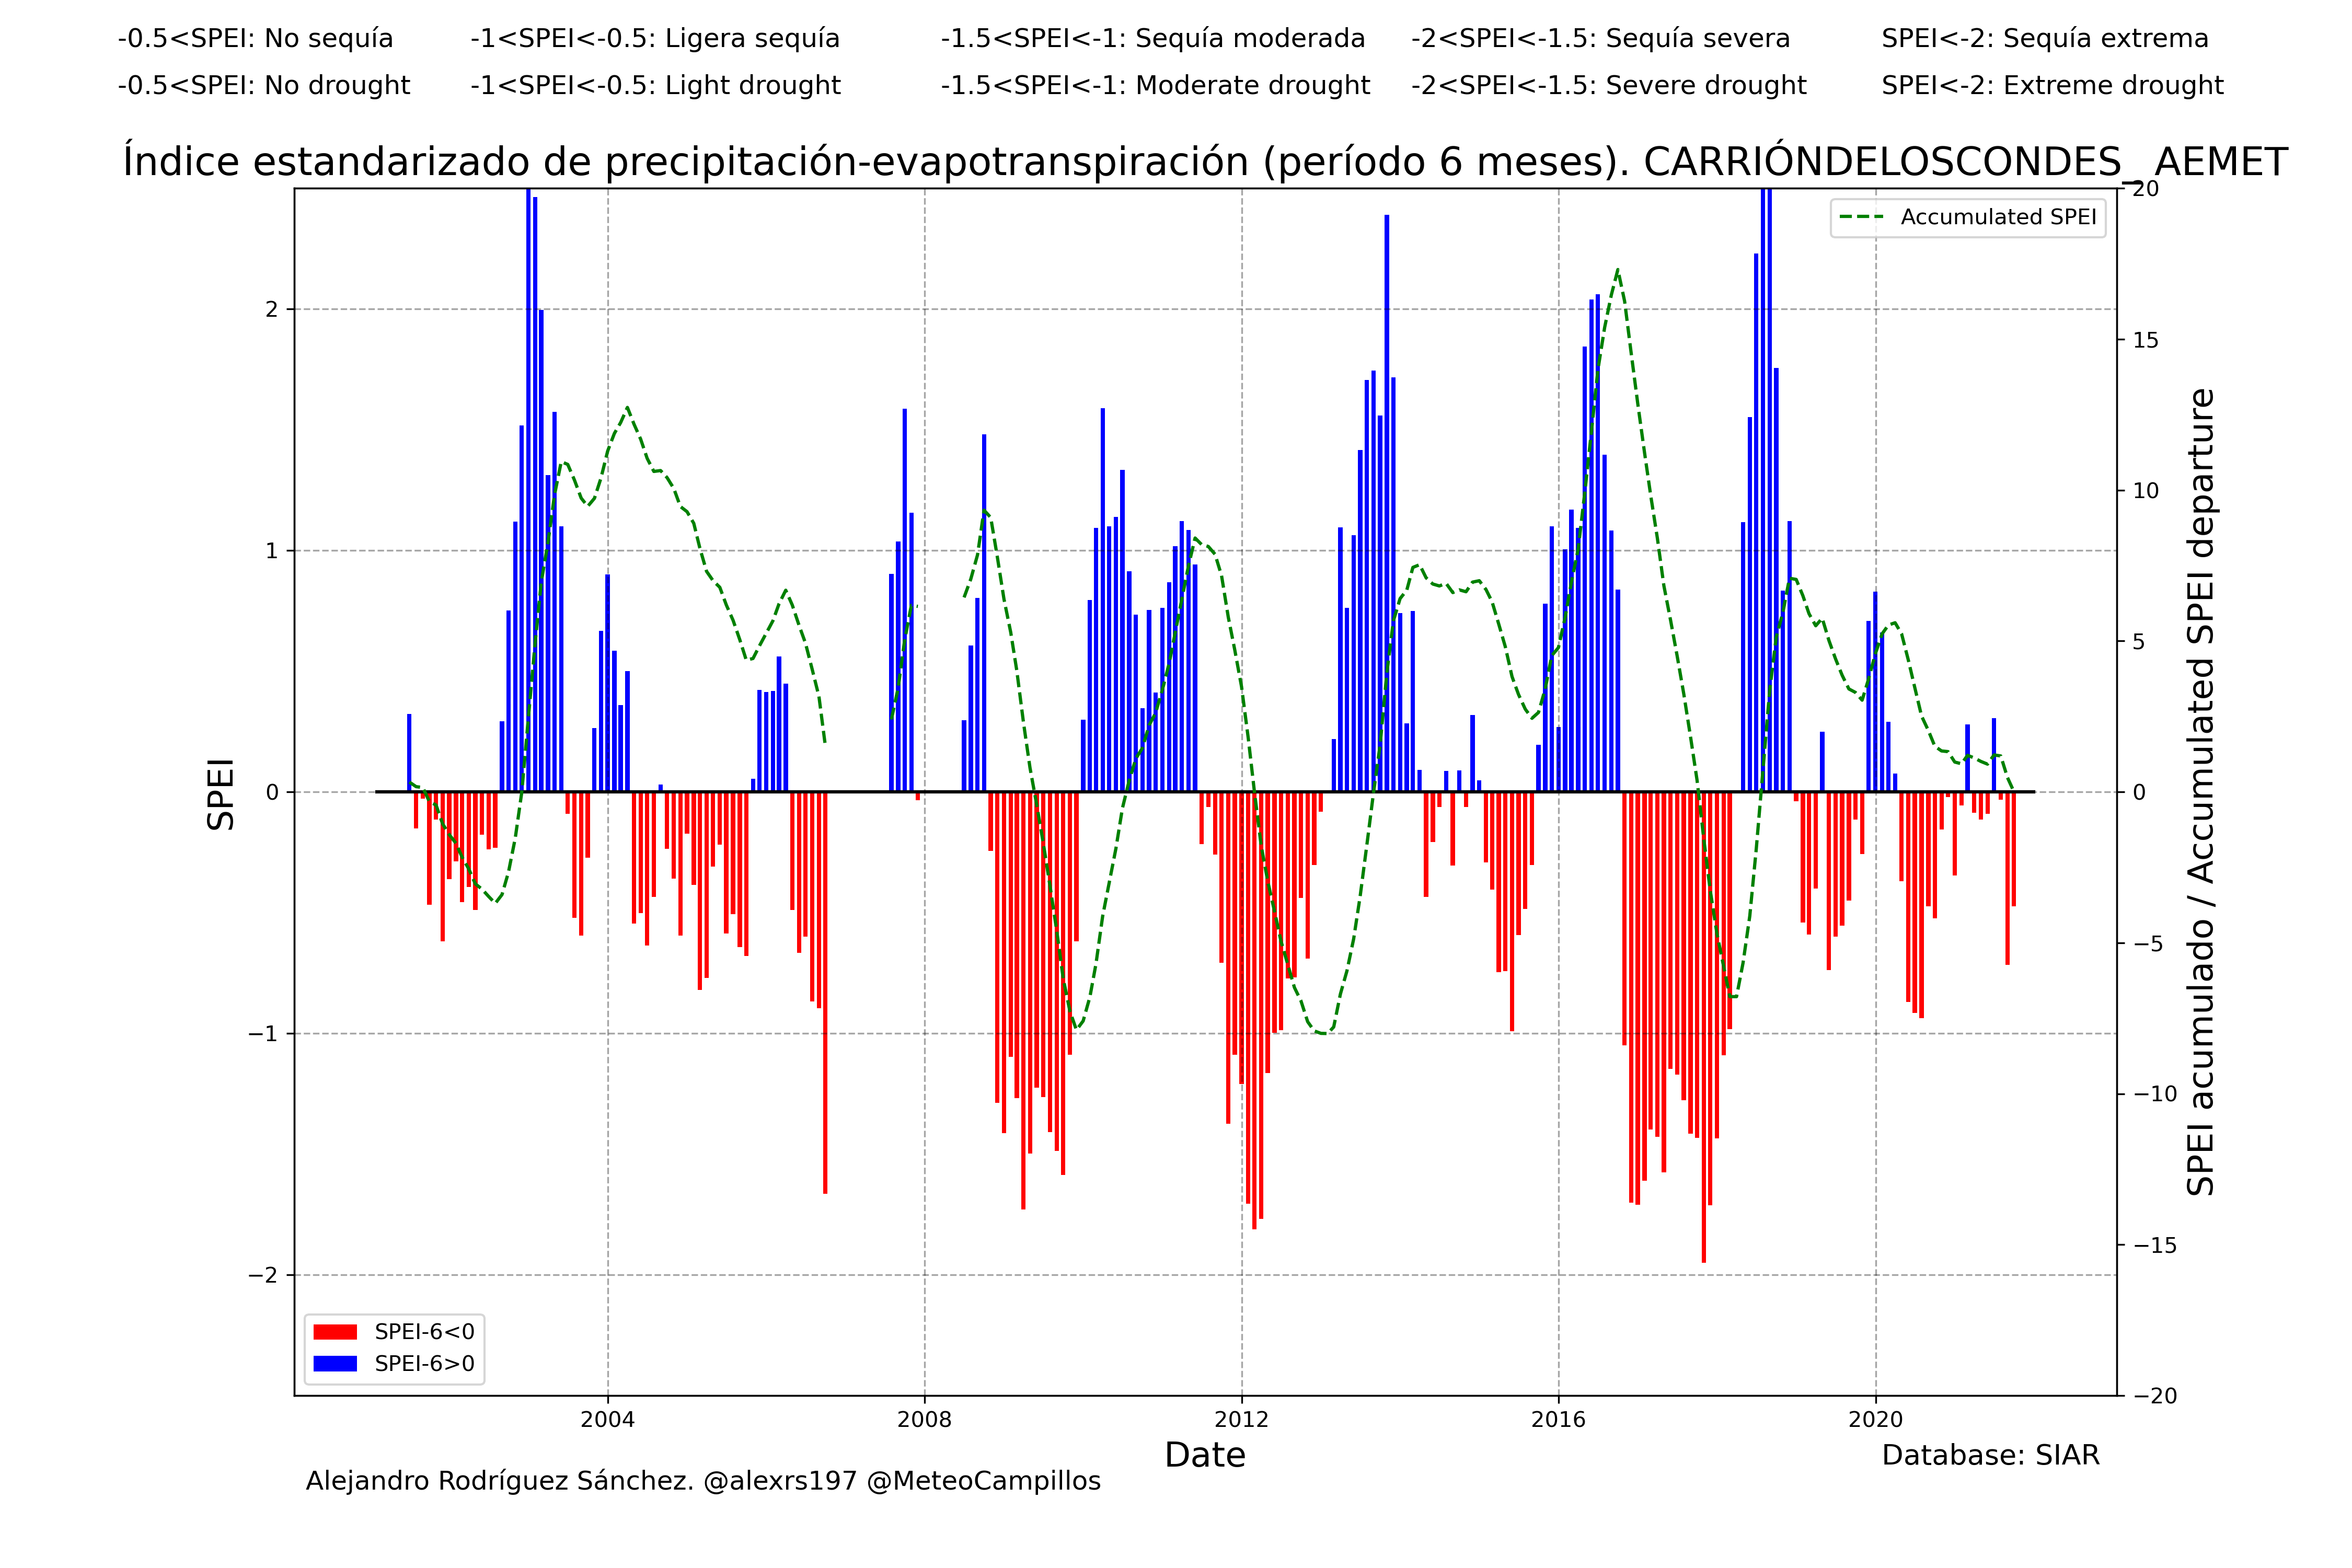 -0.5<SPEI: No sequía -1<SPEI<-0.5: Ligera sequía -1.5<SPEI<-1: Sequía moderada -2<SPEI<-1.5: Sequía severa SPEI<-2: Sequía extrema
-0.5<SPEI: No drought -1<SPEI<-0.5: Light drought -1.5<SPEI<-1: Moderate drought -2<SPEI<-1.5: Severe drought SPEI<-2: Extreme drought
Índice estandarizado de precipitación-evapotranspiración (período 6 meses). CARRIÓNDELOSCONDES_ AEMET
Accumulated SPEI
SPEI
2
1
0
−1
−2
20
15
10
5
0
−5
−10
−15
−20
SPEI acumulado / Accumulated SPEI departure
SPEI-6<0
SPEI-6>0
2004 2008 2012 2016 2020
Date
Database: SIAR
Alejandro Rodríguez Sánchez. @alexrs197 @MeteoCampillos